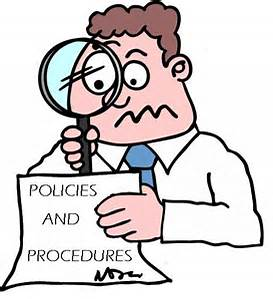 POLICIES
AND
PROCEDURES